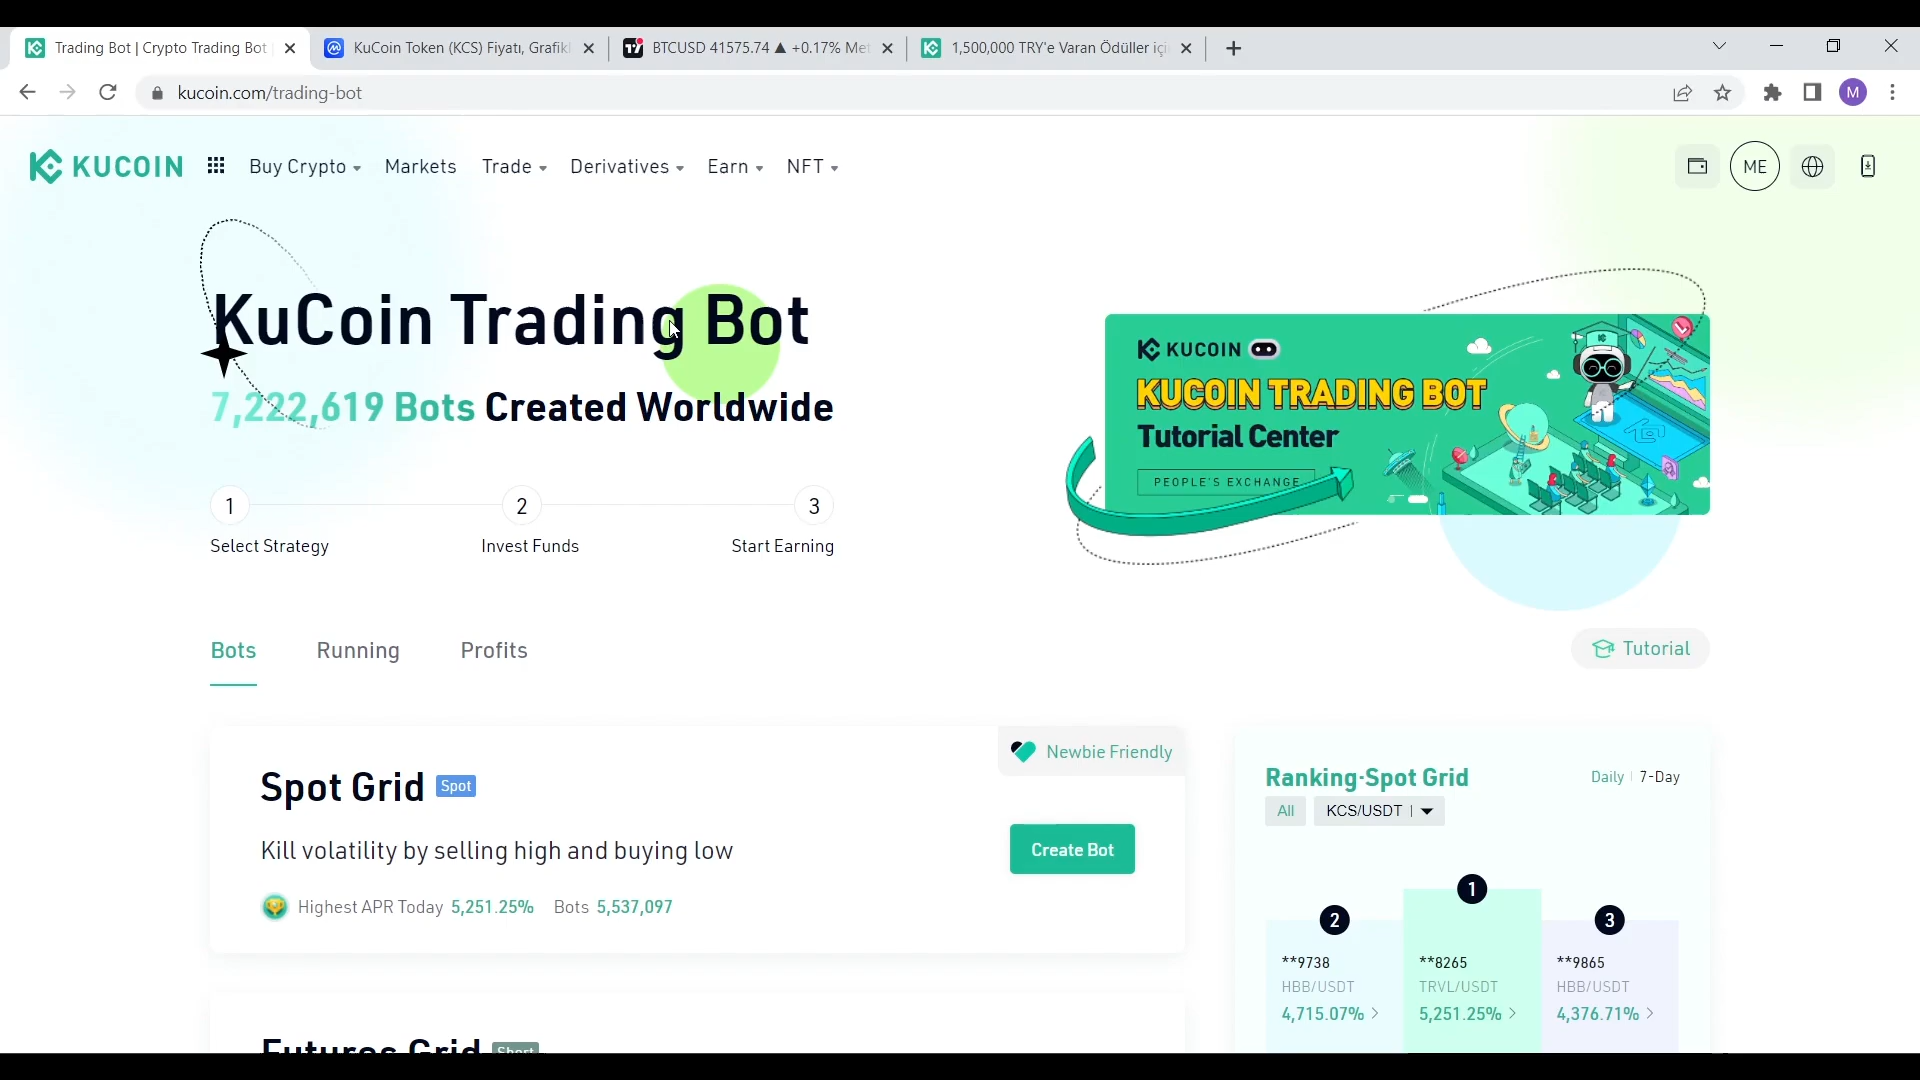 Trading Bot | Crypto Trading Bot |
KuCoin Token (KCS) Fiyatı, Grafikl
BTCUSD 41575.74 ▲ +0.17% Met
1,500,000 TRY'e Varan Ödüller içi
kucoin.com/trading-bot
M
KUCOIN
Buy Crypto
Markets
Trade
Derivatives
Earn
NFT
ME
KuCoin Trading Bot
7,222,619 Bots Created Worldwide
1
2
3
Select Strategy
Invest Funds
Start Earning
KUCOIN
KUCOIN TRADING BOT
Tutorial Center
PEOPLE'S EXCHANGE
Bots
Running
Profits
Tutorial
Newbie Friendly
Spot Grid Spot
Kill volatility by selling high and buying low
Create Bot
Highest APR Today 5,251.25% Bots 5,537,097
Futures Grid Short
Ranking·Spot Grid
Daily | 7-Day
All
KCS/USDT
1
2
3
**9738
**8265
**9865
HBB/USDT
TRVL/USDT
HBB/USDT
4,715.07% >
5,251.25% >
4,376.71% >